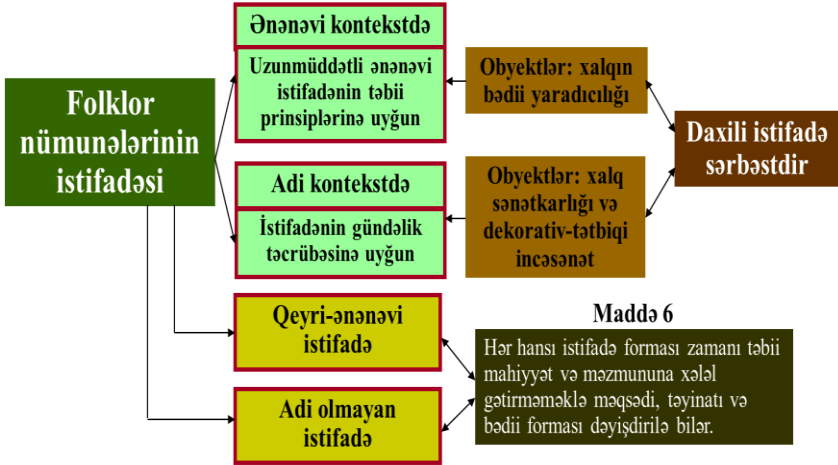 Folklor
nümunələrinin
istifadəsi
Ənənəvi kontekstdə
Uzunmüddətli ənənəvi
istifadənin təbii
prinsiplərinə uyğun
Obyektlər: xalqın
bədii yaradıcılığı
Daxili istifadə
sərbəstdir
Adi kontekstdə
İstifadənin gündəlik
təcrübəsinə uyğun
Obyektlər: xalq
sənətkarlığı və
dekorativ-tətbiqi
incəsənət
Qeyri-ənənəvi
istifadə
Adi olmayan
istifadə
Maddə 6
Hər hansı istifadə forması zamanı təbii
mahiyyət və məzmununa xələl
gətirməməklə məqsədi, təyinatı və
bədii forması dəyişdirilə bilər.